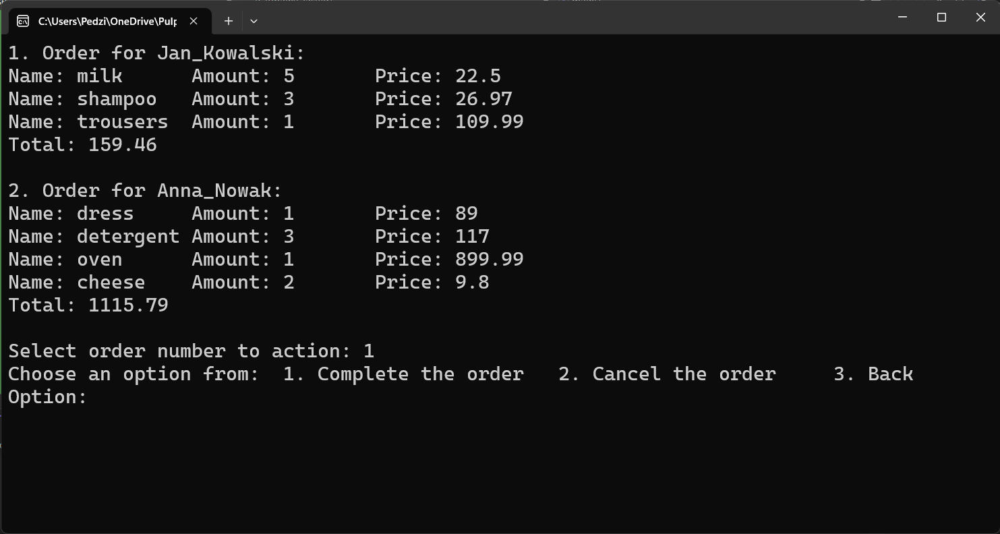 C:\Users\Pedzi\OneDrive\Pulp
1. Order for Jan_Kowalski:
Name: milk Amount: 5 Price: 22.5
Name: shampoo Amount: 3 Price: 26.97
Name: trousers Amount: 1 Price: 109.99
Total: 159.46
2. Order for Anna_Nowak:
Name: dress Amount: 1 Price: 89
Name: detergent Amount: 3 Price: 117
Name: oven Amount: 1 Price: 899.99
Name: cheese Amount: 2 Price: 9.8
Total: 1115.79
Select order number to action: 1
Choose an option from: 1. Complete the order 2. Cancel the order 3. Back
Option: